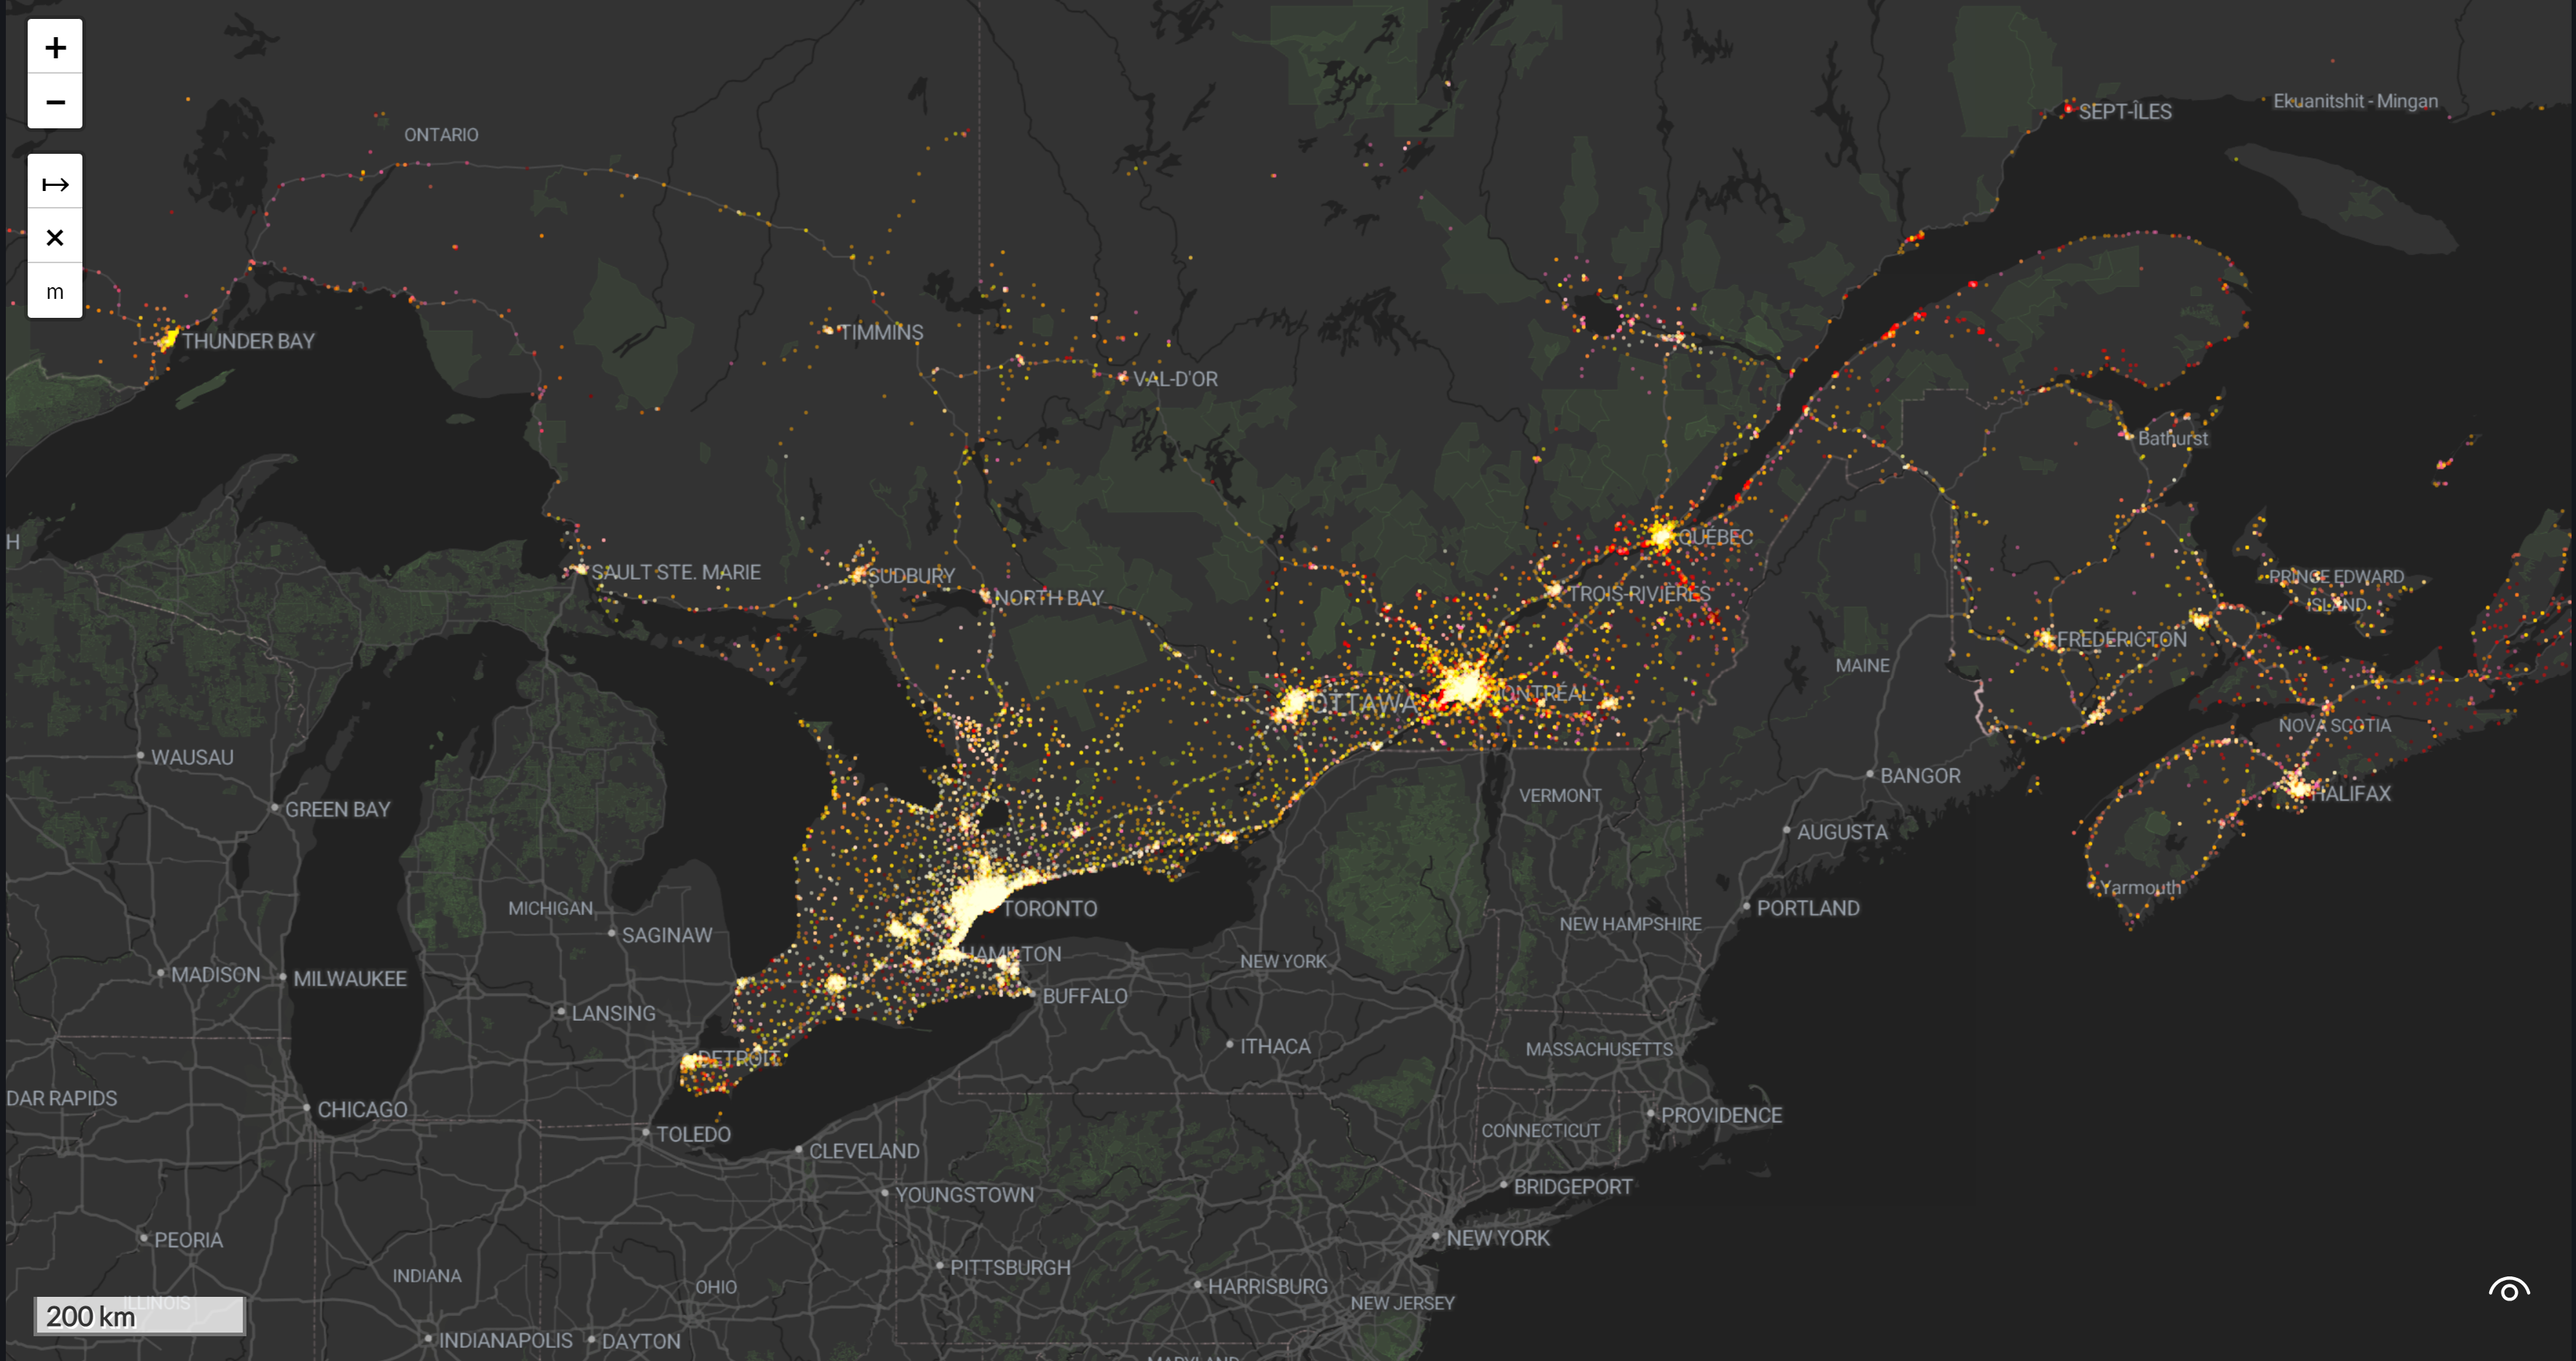 +
−
↦
×
m
ONTARIO
SEPT-ÎLES
Ekuanitshit - Mingan
THUNDER BAY
TIMMINS
VAL-D'OR
Bathurst
H
SAULT STE. MARIE
SUDBURY
NORTH BAY
QUÉBEC
TROIS-RIVIÈRES
PRINCE EDWARD
ISLAND
FREDERICTON
MAINE
OTTAWA
MONTRÉAL
NOVA SCOTIA
WAUSAU
GREEN BAY
VERMONT
BANGOR
HALIFAX
AUGUSTA
Yarmouth
MICHIGAN
SAGINAW
TORONTO
PORTLAND
NEW HAMPSHIRE
HAMILTON
NEW YORK
MADISON
MILWAUKEE
BUFFALO
LANSING
DETROIT
ITHACA
MASSACHUSETTS
DAR RAPIDS
CHICAGO
TOLEDO
PROVIDENCE
CONNECTICUT
CLEVELAND
YOUNGSTOWN
BRIDGEPORT
PEORIA
NEW YORK
PITTSBURGH
INDIANA
OHIO
HARRISBURG
NEW JERSEY
ILLINOIS
200 km
INDIANAPOLIS
DAYTON
MARYLAND